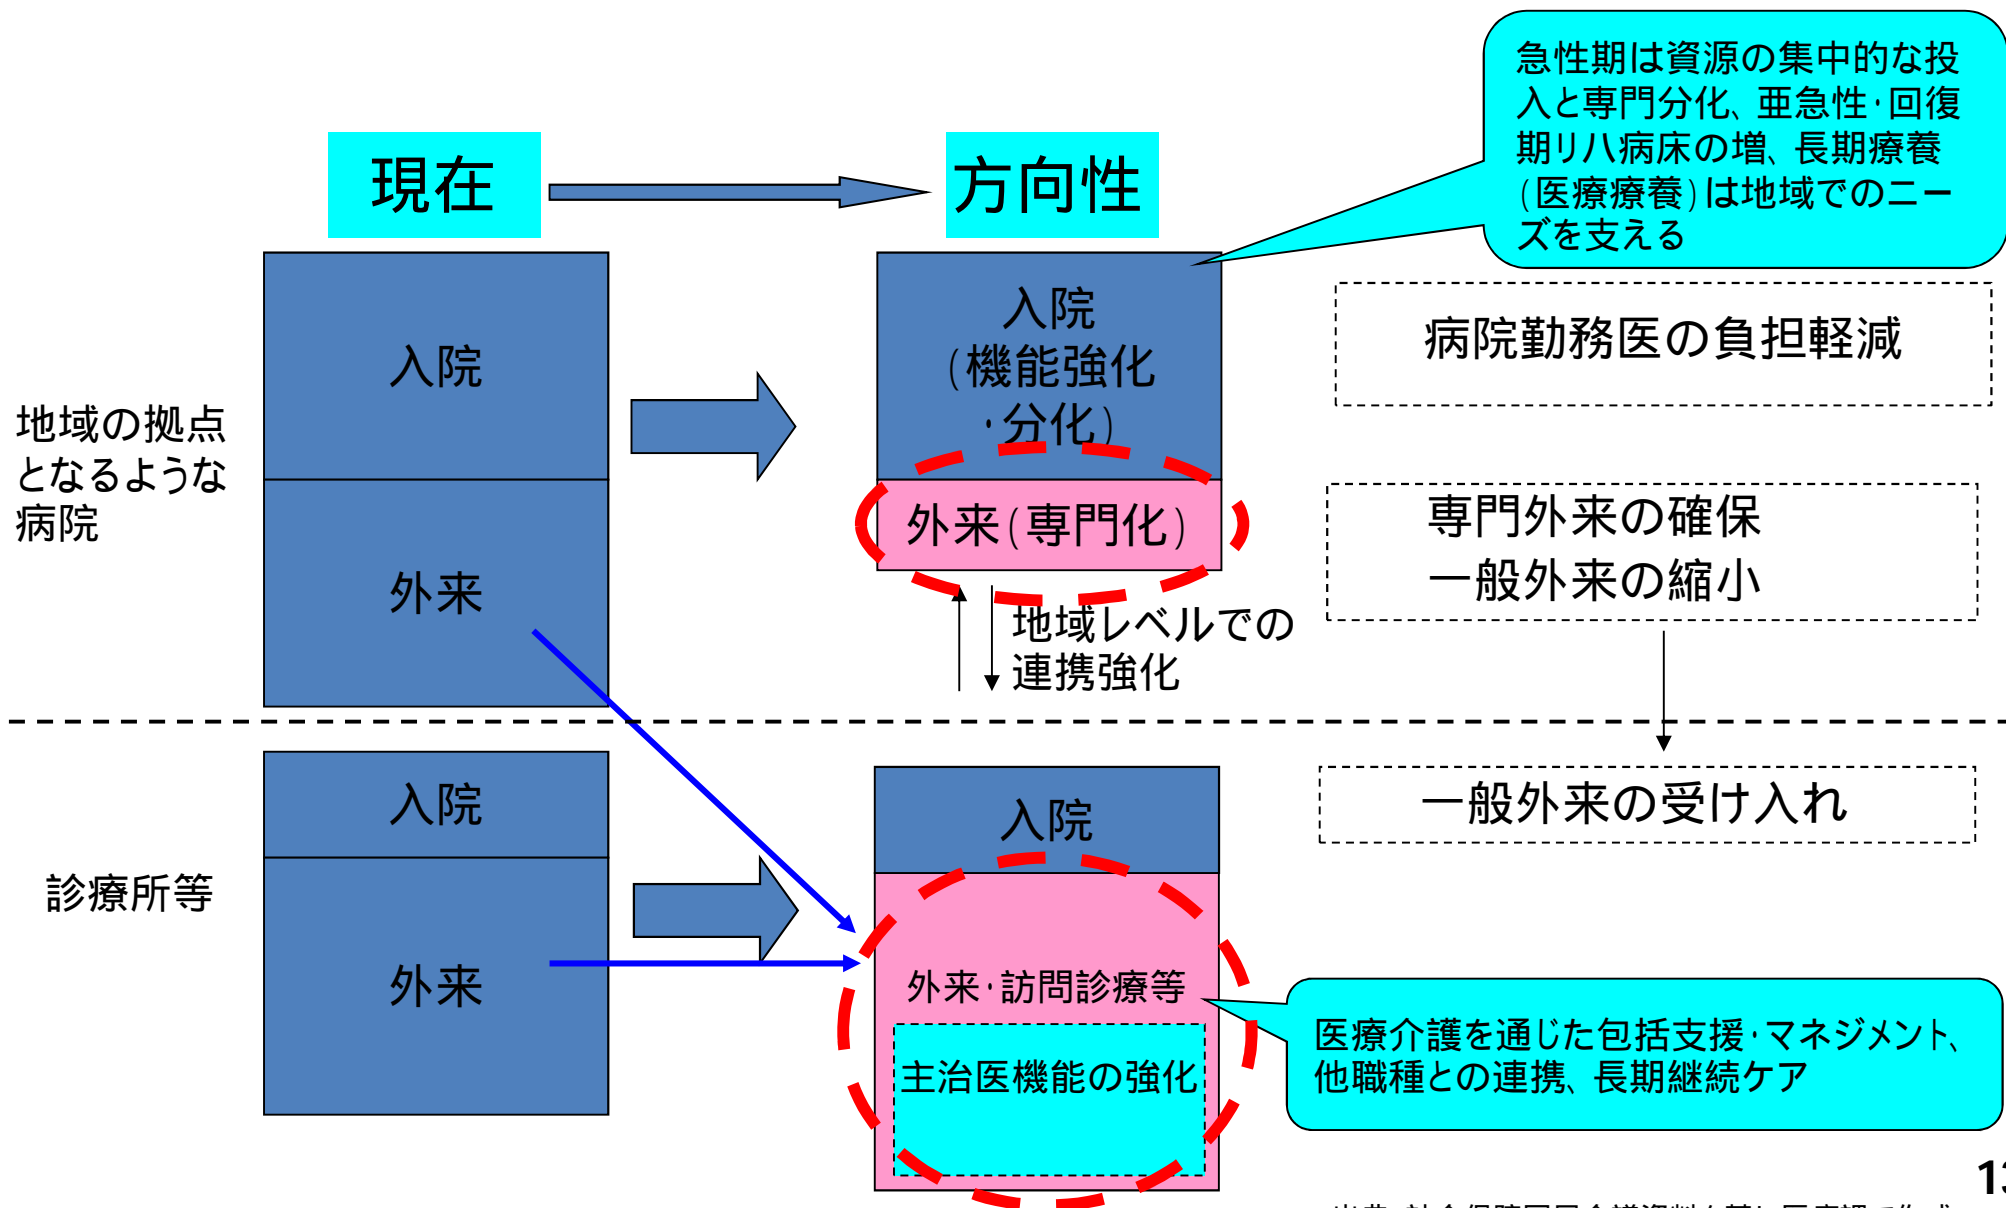 急性期は資源の集中的な投
入と専門分化、亜急性・回復
期リハ病床の増、長期療養
(医療療養)は地域でのニー
ズを支える
現在
方向性
地域の拠点
となるような
病院
入院
外来
入院
(機能強化
・分化)
外来(専門化)
病院勤務医の負担軽減
専門外来の確保
一般外来の縮小
地域レベルでの
連携強化
診療所等
入院
外来
入院
外来・訪問診療等
主治医機能の強化
一般外来の受け入れ
医療介護を通じた包括支援・マネジメント、
他職種との連携、長期継続ケア